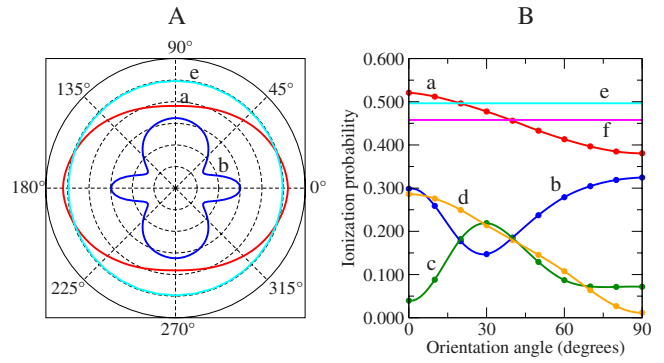 A
90°
135°
45°
e
a
b
180°
0°
225°
315°
270°
B
Ionization probability
0.600
0.500
0.400
0.300
0.200
0.100
0.000
a
e
f
b
d
c
0
30
60
90
Orientation angle (degrees)